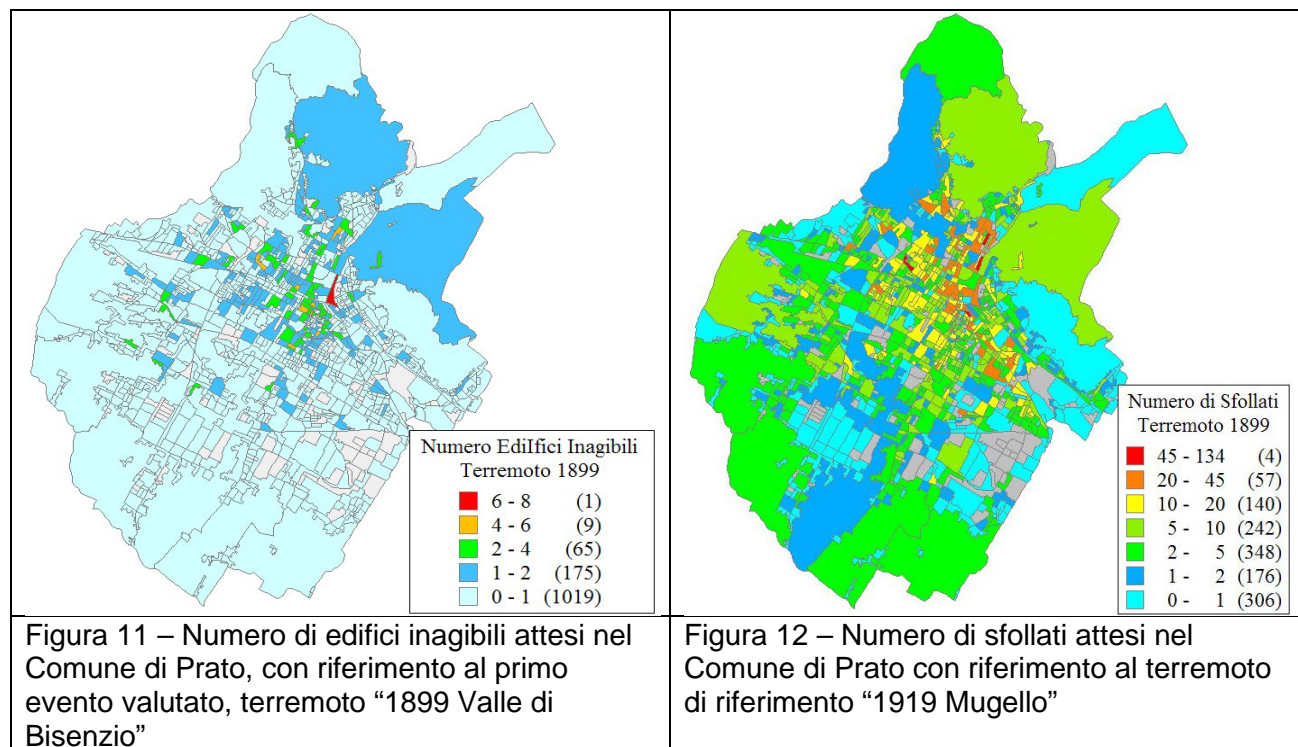 Numero EdiIfici Inagibili
Terremoto 1899
6 - 8 (1)
4 - 6 (9)
2 - 4 (65)
1 - 2 (175)
0 - 1 (1019)
Numero di Sfollati
Terremoto 1899
45 - 134 (4)
20 - 45 (57)
10 - 20 (140)
5 - 10 (242)
2 - 5 (348)
1 - 2 (176)
0 - 1 (306)
Figura 11 – Numero di edifici inagibili attesi nel
Comune di Prato, con riferimento al primo
evento valutato, terremoto “1899 Valle di
Bisenzio”
Figura 12 – Numero di sfollati attesi nel
Comune di Prato con riferimento al terremoto
di riferimento “1919 Mugello”